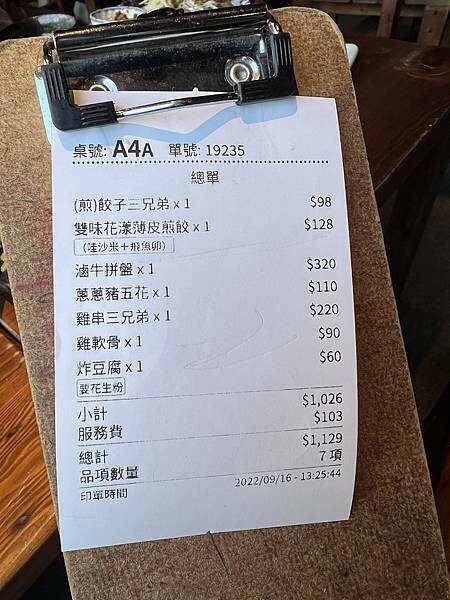 桌號: A4A 單號: 19235
總單
(煎)餃子三兄弟 x 1 $98
雙味花漾薄皮煎餃 x 1 $128
(哇沙米+飛魚卵)
滷牛拼盤 x 1 $320
蔥蔥豬五花 x 1 $110
雞串三兄弟 x 1 $220
雞軟骨 x 1 $90
炸豆腐 x 1 $60
要花生粉
小計 $1,026
服務費 $103
總計 $1,129
品項數量 7 項
印單時間 2022/09/16 - 13:25:44